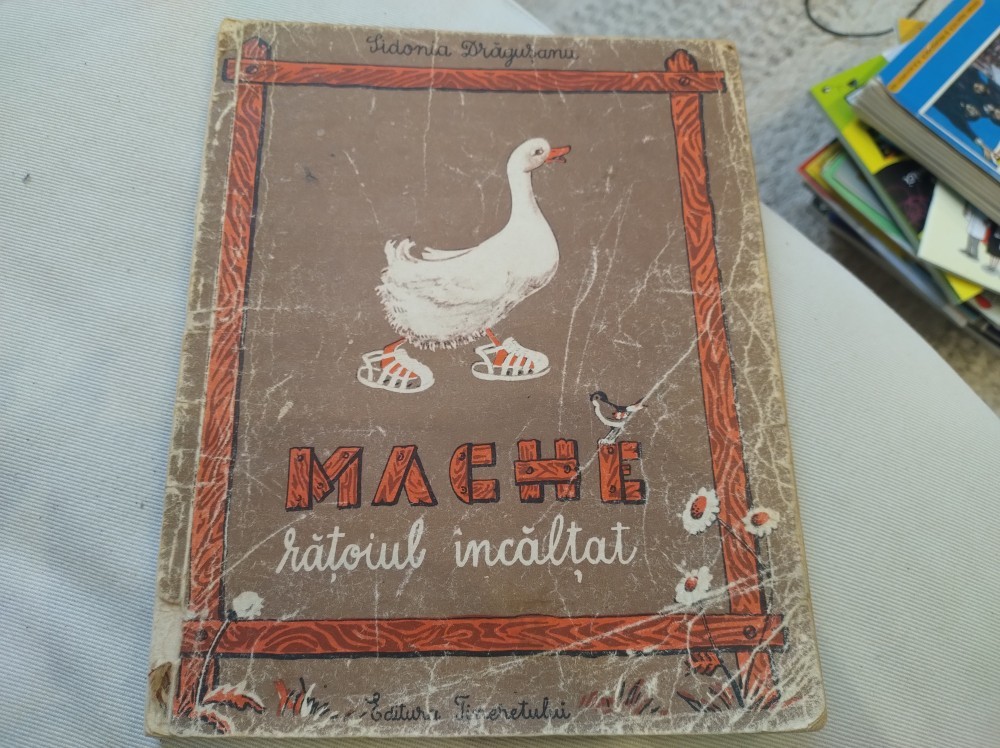 Sidonia Drăgușanu
MACHE
rățoiul încălțat
Editura Tineretului